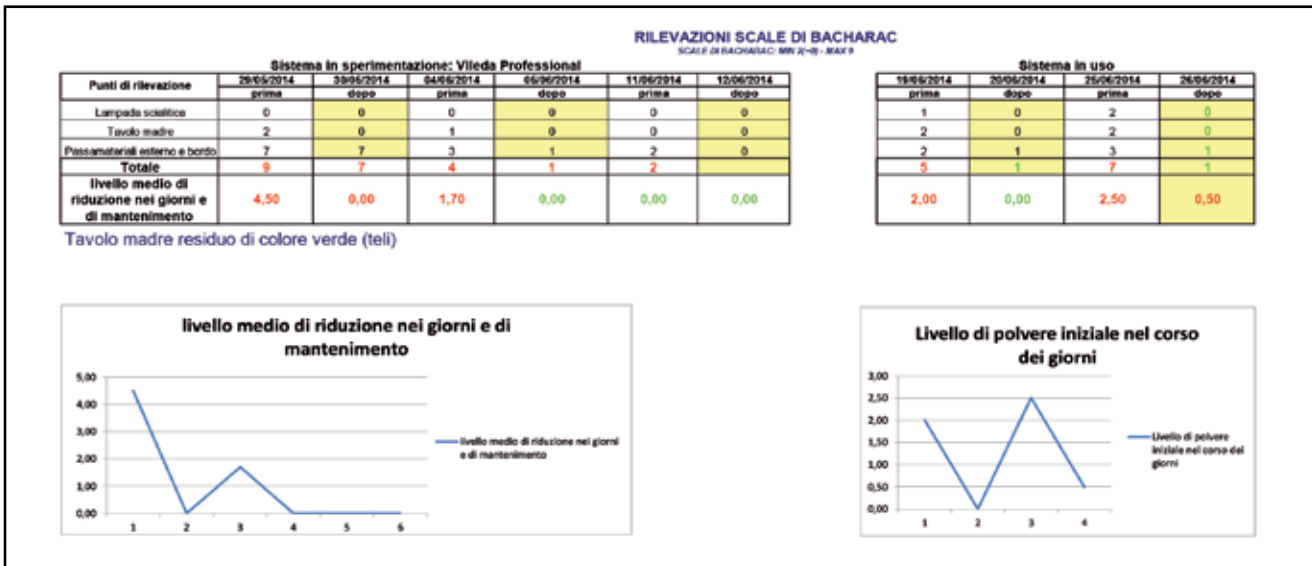 RILEVAZIONI SCALE DI BACHARAC
SCALE DI BACHARAC: MIN 2(~0) - MAX 9
Sistema in sperimentazione: Vileda Professional
Punti di rilevazione 29/05/2014 30/05/2014 04/06/2014 05/06/2014 11/06/2014 12/06/2014
prima dopo prima dopo prima dopo
Lampada scialitica 0 0 0 0 0 0
Tavolo madre 2 0 1 0 0 0
Passamateriali esterno e bordo 7 7 3 1 2 0
Totale 9 7 4 1 2
livello medio di
riduzione nei giorni e
di mantenimento
4,50 0,00 1,70 0,00 0,00 0,00
Sistema in uso
19/06/2014 20/06/2014 25/06/2014 26/06/2014
prima dopo prima dopo
1 0 2 0
2 0 2 0
2 1 3 1
5 1 7 1
2,00 0,00 2,50 0,50
Tavolo madre residuo di colore verde (teli)
livello medio di riduzione nei giorni e di
mantenimento
5,00
4,00
3,00
2,00
1,00
0,00
1 2 3 4 5 6
livello medio di riduzione nei giorni
e di mantenimento
Livello di polvere iniziale nel corso
dei giorni
3,00
2,50
2,00
1,50
1,00
0,50
0,00
1 2 3 4
Livello di polvere
iniziale nel corso dei
giorni